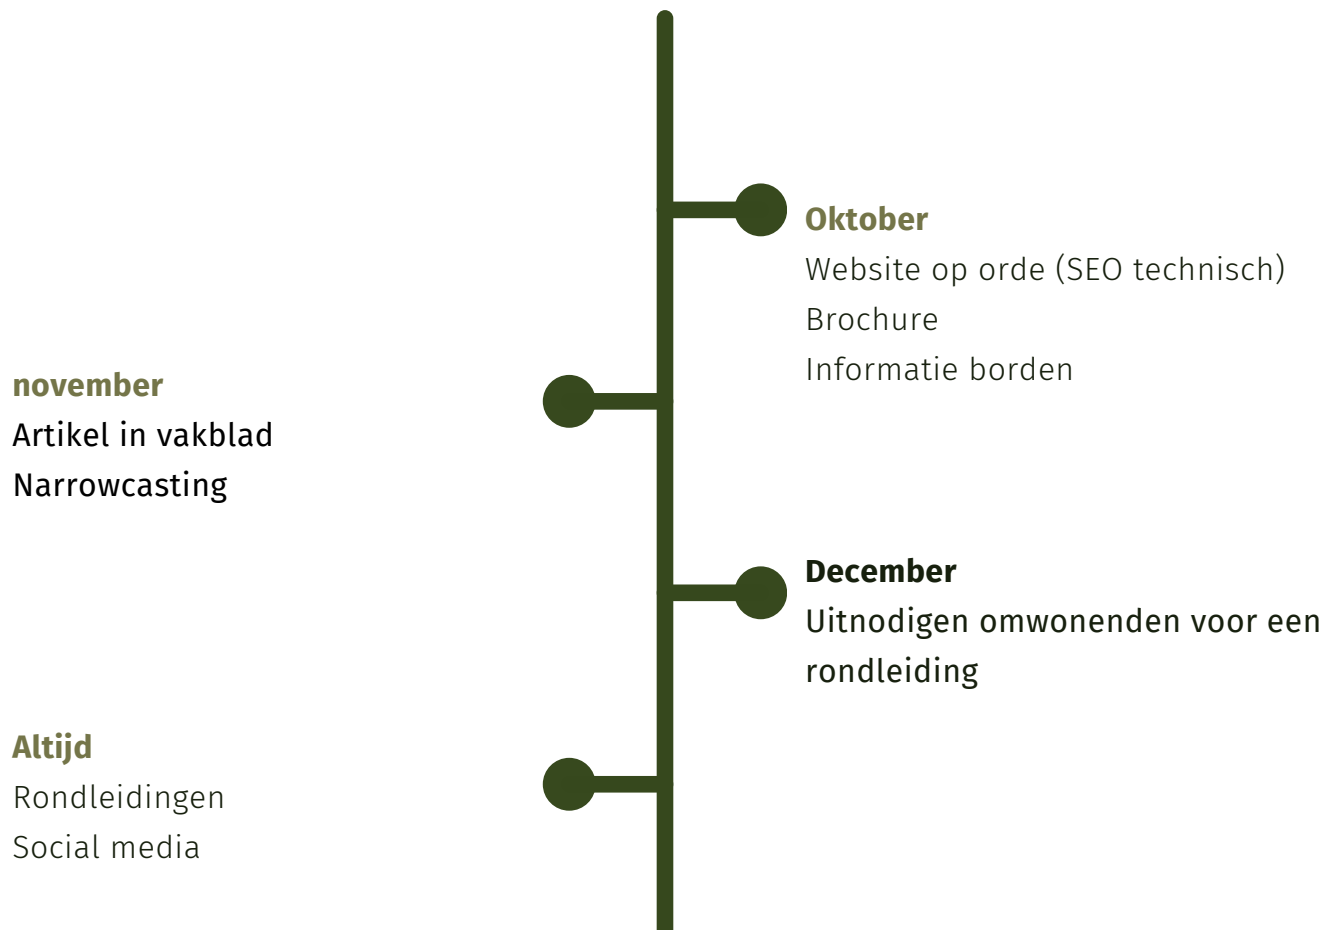 Oktober
Website op orde (SEO technisch)
Brochure
Informatie borden
november
Artikel in vakblad
Narrowcasting
December
Uitnodigen omwonenden voor een
rondleiding
Altijd
Rondleidingen
Social media